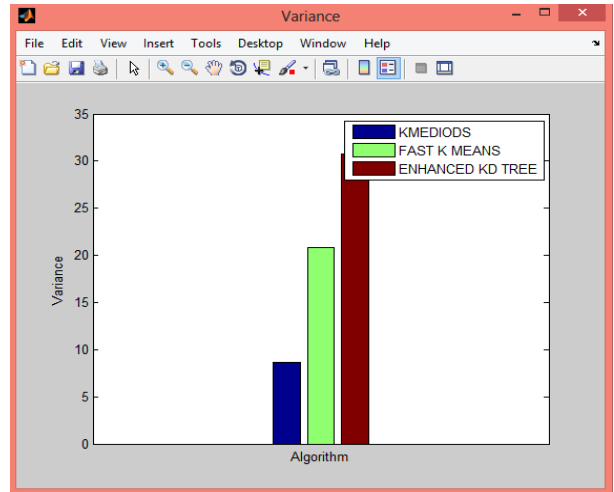 Variance
File Edit View Insert Tools Desktop Window Help
35
30
25
20
15
10
5
0
Variance
Algorithm
KMEDIODS
FAST K MEANS
ENHANCED KD TREE